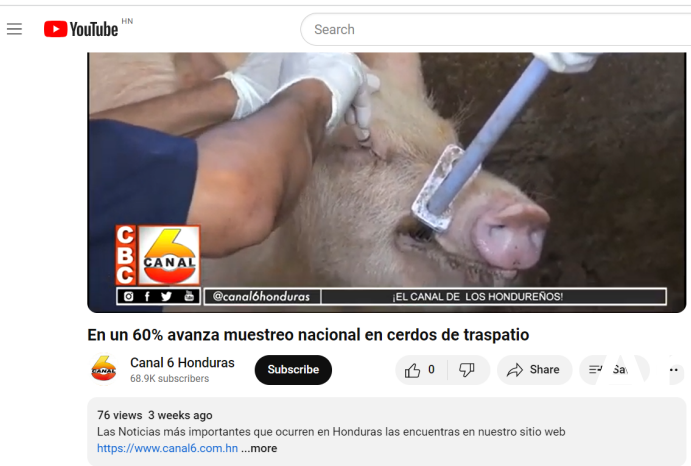 YouTube HN
Search
CBC
6
CANAL
@canal6honduras
¡EL CANAL DE LOS HONDUREÑOS!
En un 60% avanza muestreo nacional en cerdos de traspatio
Canal 6 Honduras
68.9K subscribers
Subscribe
0
Share
76 views 3 weeks ago
Las Noticias más importantes que ocurren en Honduras las encuentras en nuestro sitio web
https://www.canal6.com.hn ...more